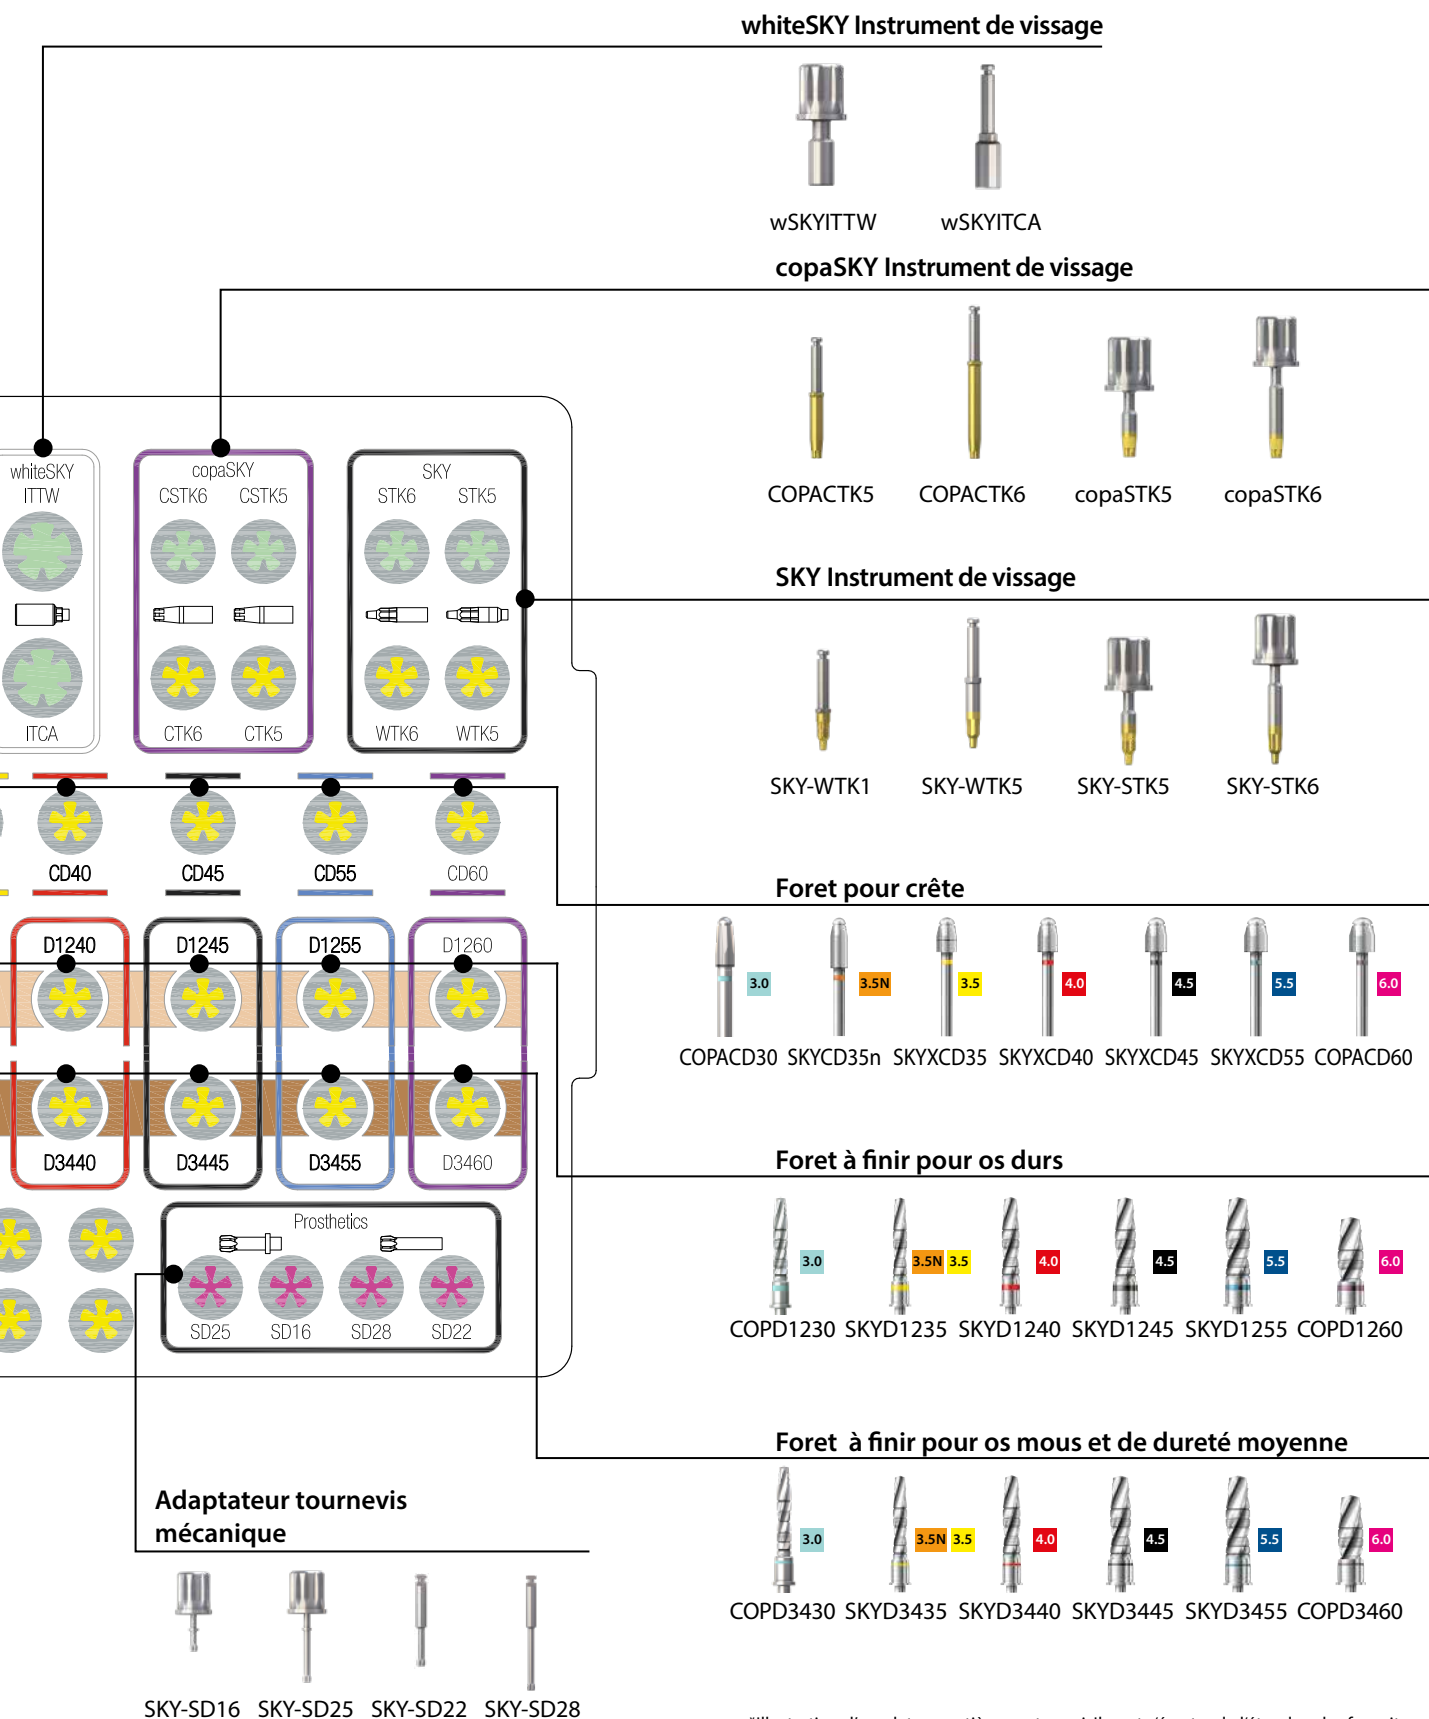 whiteSKY Instrument de vissage
wSKYITTW wSKYITCA
copaSKY Instrument de vissage
COPACTK5 COPACTK6 copaSTK5 copaSTK6
whiteSKY
ITTW
ITCA
copaSKY
CSTK6 CSTK5
CTK6 CTK5
SKY
STK6 STK5
WTK6 WTK5
SKY Instrument de vissage
SKY-WTK1 SKY-WTK5 SKY-STK5 SKY-STK6
CD40 CD45 CD55 CD60
Foret pour crête
3.0 3.5N 3.5 4.0 4.5 5.5 6.0
COPACD30 SKYCD35n SKYXCD35 SKYXCD40 SKYXCD45 SKYXCD55 COPACD60
D1240 D1245 D1255 D1260
D3440 D3445 D3455 D3460
Foret à finir pour os durs
3.0 3.5N 3.5 4.0 4.5 5.5 6.0
COPD1230 SKYD1235 SKYD1240 SKYD1245 SKYD1255 COPD1260
Prosthetics
SD25 SD16 SD28 SD22
Foret à finir pour os mous et de dureté moyenne
3.0 3.5N 3.5 4.0 4.5 5.5 6.0
COPD3430 SKYD3435 SKYD3440 SKYD3445 SKYD3455 COPD3460
Adaptateur tournevis
mécanique
SKY-SD16 SKY-SD25 SKY-SD22 SKY-SD28